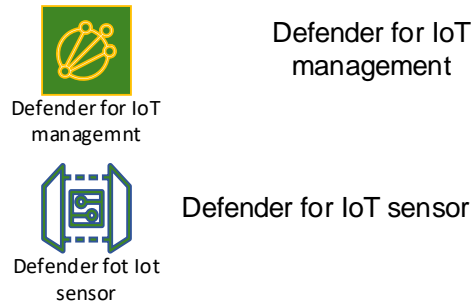 Defender for IoT
management
Defender for IoT
managemnt
Defender for IoT sensor
Defender fot Iot
sensor